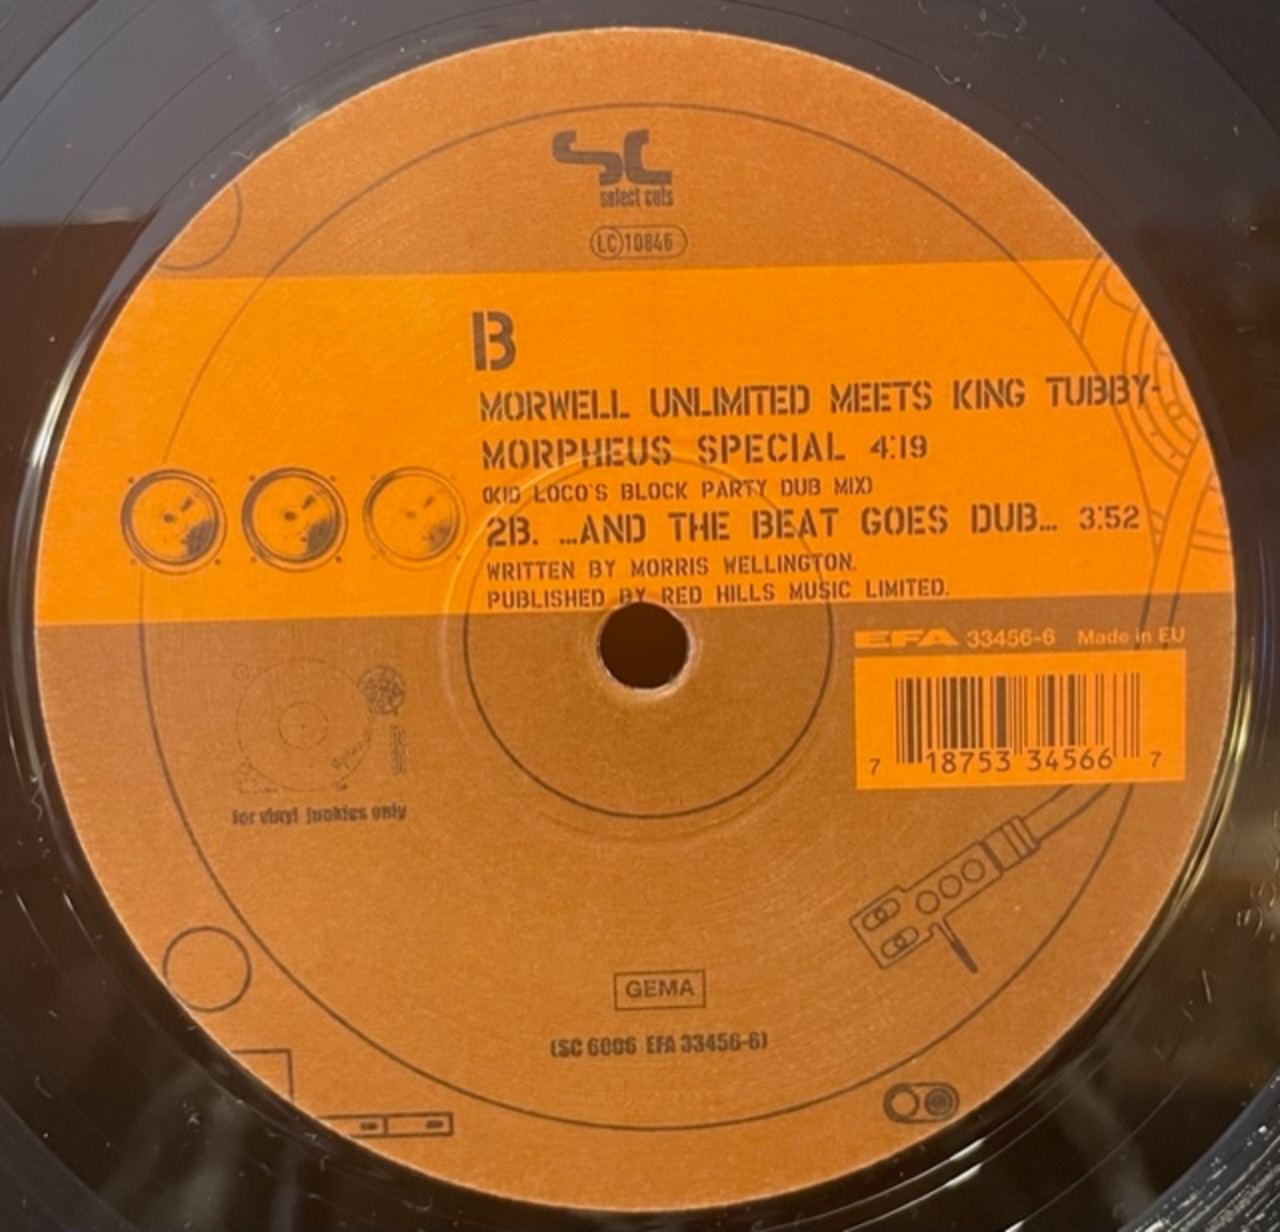 SC
select cuts
LC 10846
B
MORWELL UNLIMITED MEETS KING TUBBY-
MORPHEUS SPECIAL 4:19
(KID LOCO'S BLOCK PARTY DUB MIX)
2B. ...AND THE BEAT GOES DUB... 3:52
WRITTEN BY MORRIS WELLINGTON.
PUBLISHED BY RED HILLS MUSIC LIMITED.
EFA 33456-6 Made in EU
7 18753 34566 7
for vinyl junkies only
GEMA
(SC 6006 EFA 33456-6)